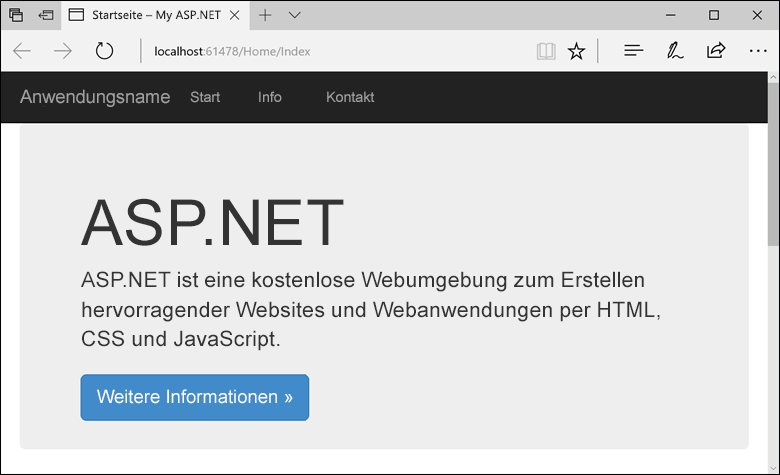 Startseite – My ASP.NET
localhost:61478/Home/Index
Anwendungsname Start Info Kontakt
ASP.NET
ASP.NET ist eine kostenlose Webumgebung zum Erstellen
hervorragender Websites und Webanwendungen per HTML,
CSS und JavaScript.
Weitere Informationen »